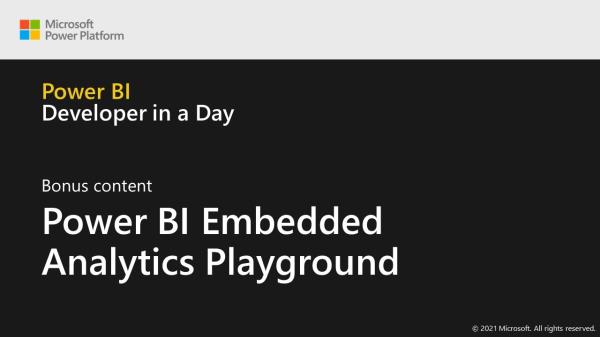 Microsoft
Power Platform
Power BI
Developer in a Day
Bonus content
Power BI Embedded
Analytics Playground
© 2021 Microsoft. All rights reserved.